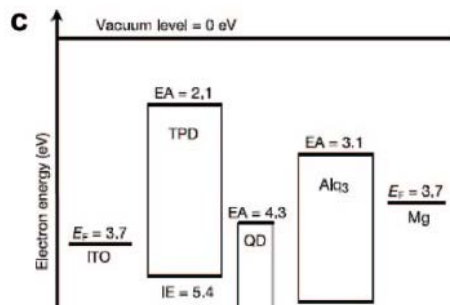 c
Vacuum level = 0 eV
Electron energy (eV)
EA = 2,1
TPD
EA = 3.1
Alq3
EF = 3,7
Mg
EA = 4,3
QD
EF = 3,7
ITO
IE = 5.4